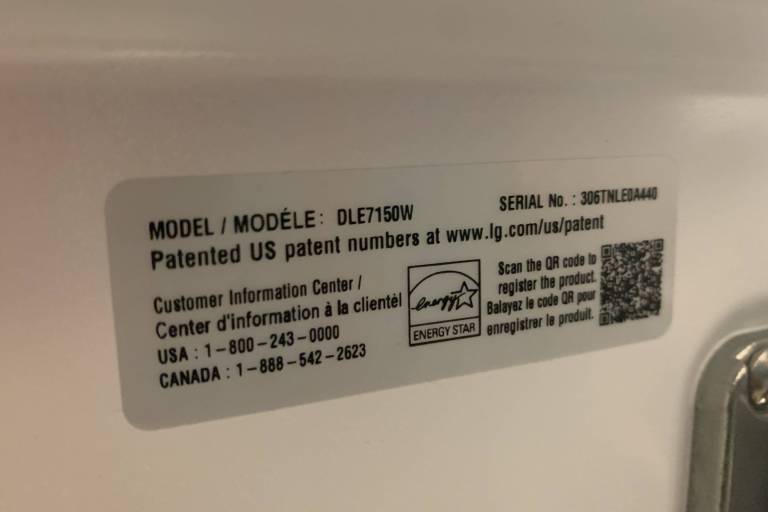 MODEL / MODÉLE: DLE7150W
SERIAL No. : 306TNLE0A440
Patented US patent numbers at www.lg.com/us/patent
Customer Information Center /
Center d'information à la clientél
USA : 1-800-243-0000
CANADA : 1-888-542-2623
energy
ENERGY STAR
Scan the QR code to
register the product.
Balayez le code QR pour
enregistrer le produit.